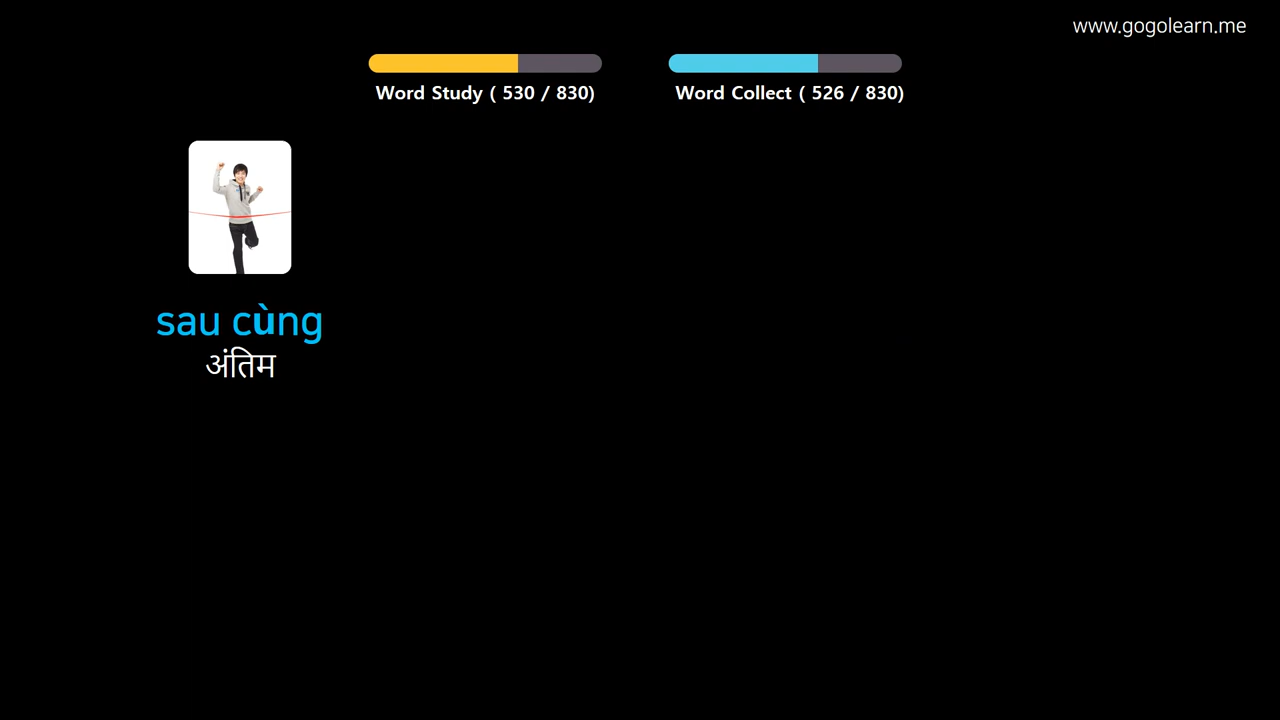 www.gogolearn.me
Word Study ( 530 / 830)
Word Collect ( 526 / 830)
sau cùng
अंतिम